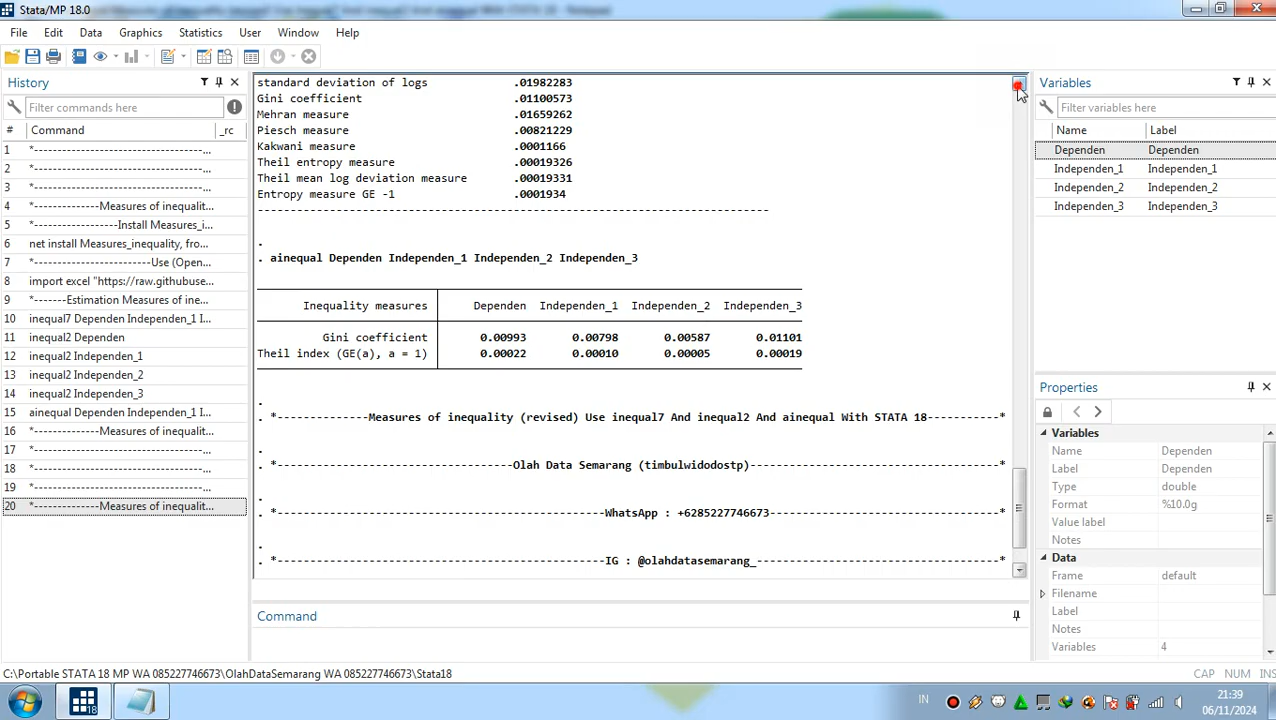 Stata/MP 18.0
File Edit Data Graphics Statistics User Window Help
History
Filter commands here
# Command _rc
1 *----------------------------------...
2 *----------------------------------...
3 *----------------------------------...
4 *--------------Measures of inequalit...
5 *-------------------Install Measures_i...
6 net install Measures_inequality, fro...
7 *------------------------Use (Open...
8 import excel "https://raw.githubuse...
9 *-------Estimation Measures of ine...
10 inequal7 Dependen Independen_1 I...
11 inequal2 Dependen
12 inequal2 Independen_1
13 inequal2 Independen_2
14 inequal2 Independen_3
15 ainequal Dependen Independen_1 I...
16 *--------------Measures of inequalit...
17 *----------------------------------...
18 *----------------------------------...
19 *----------------------------------...
20 *--------------Measures of inequalit...
standard deviation of logs .01982283
Gini coefficient .01100573
Mehran measure .01659262
Piesch measure .00821229
Kakwani measure .0001166
Theil entropy measure .00019326
Theil mean log deviation measure .00019331
Entropy measure GE -1 .0001934
------------------------------------------------------------------------------
.
. ainequal Dependen Independen_1 Independen_2 Independen_3
Inequality measures Dependen Independen_1 Independen_2 Independen_3
Gini coefficient 0.00993 0.00798 0.00587 0.01101
Theil index (GE(a), a = 1) 0.00022 0.00010 0.00005 0.00019
.
. *--------------Measures of inequality (revised) Use inequal7 And inequal2 And ainequal With STATA 18-----------*
.
. *------------------------------------Olah Data Semarang (timbulwidodostp)---------------------------------------*
.
. *--------------------------------------------------WhatsApp : +6285227746673------------------------------------*
.
. *--------------------------------------------------IG : @olahdatasemarang_--------------------------------------*
Command
Variables
Filter variables here
Name Label
Dependen Dependen
Independen_1 Independen_1
Independen_2 Independen_2
Independen_3 Independen_3
Properties
Variables
Name Dependen
Label Dependen
Type double
Format %10.0g
Value label
Notes
Data
Frame default
Filename
Label
Notes
Variables 4
C:\Portable STATA 18 MP WA 085227746673\OlahDataSemarang WA 085227746673\Stata18
CAP NUM INS
18
IN
21:39
06/11/2024